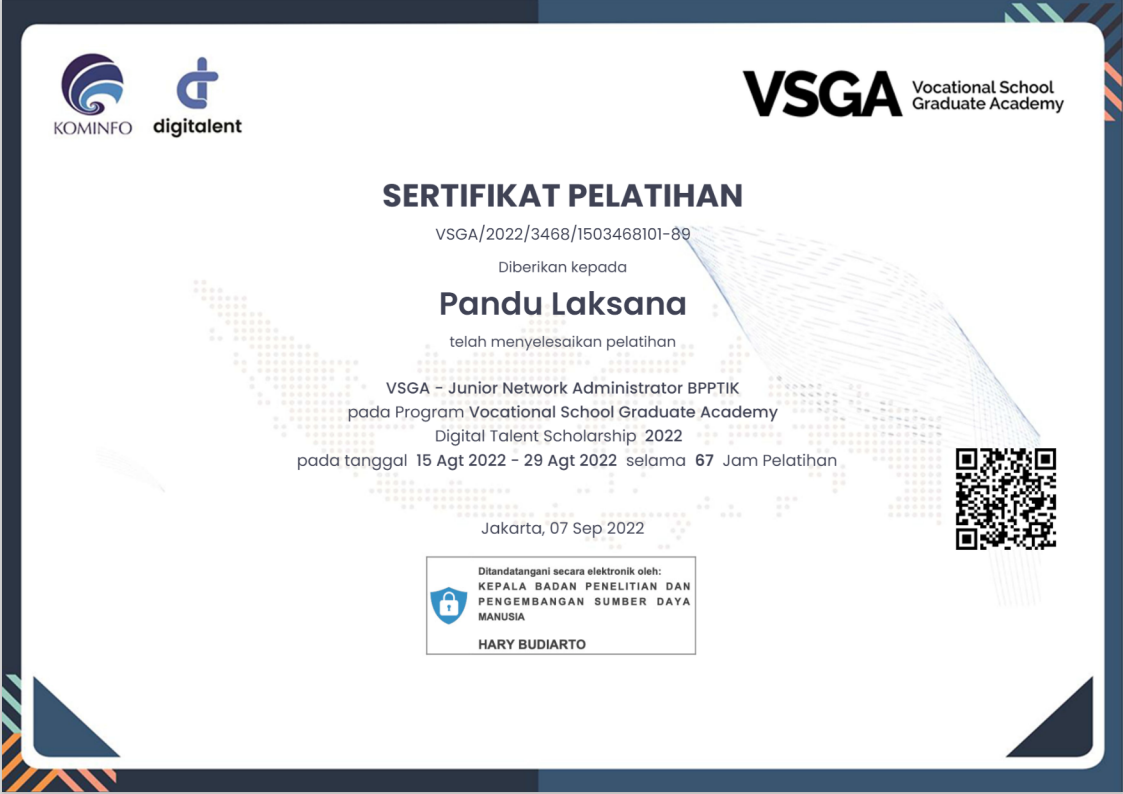 KOMINFO
digitalent
VSGA Vocational School
Graduate Academy
SERTIFIKAT PELATIHAN
VSGA/2022/3468/1503468101-89
Diberikan kepada
Pandu Laksana
telah menyelesaikan pelatihan
VSGA - Junior Network Administrator BPPTIK
pada Program Vocational School Graduate Academy
Digital Talent Scholarship 2022
pada tanggal 15 Agt 2022 - 29 Agt 2022 selama 67 Jam Pelatihan
Jakarta, 07 Sep 2022
Ditandatangani secara elektronik oleh:
KEPALA BADAN PENELITIAN DAN
PENGEMBANGAN SUMBER DAYA
MANUSIA
HARY BUDIARTO